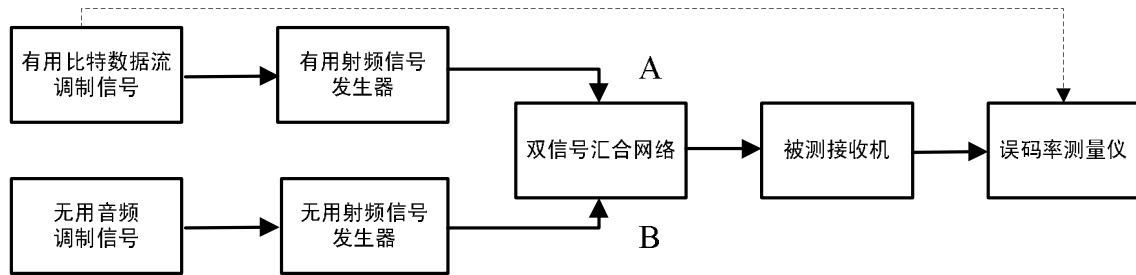 有用比特数据流
调制信号
有用射频信号
发生器
A
双信号汇合网络
被测接收机
误码率测量仪
无用音频
调制信号
无用射频信号
发生器
B